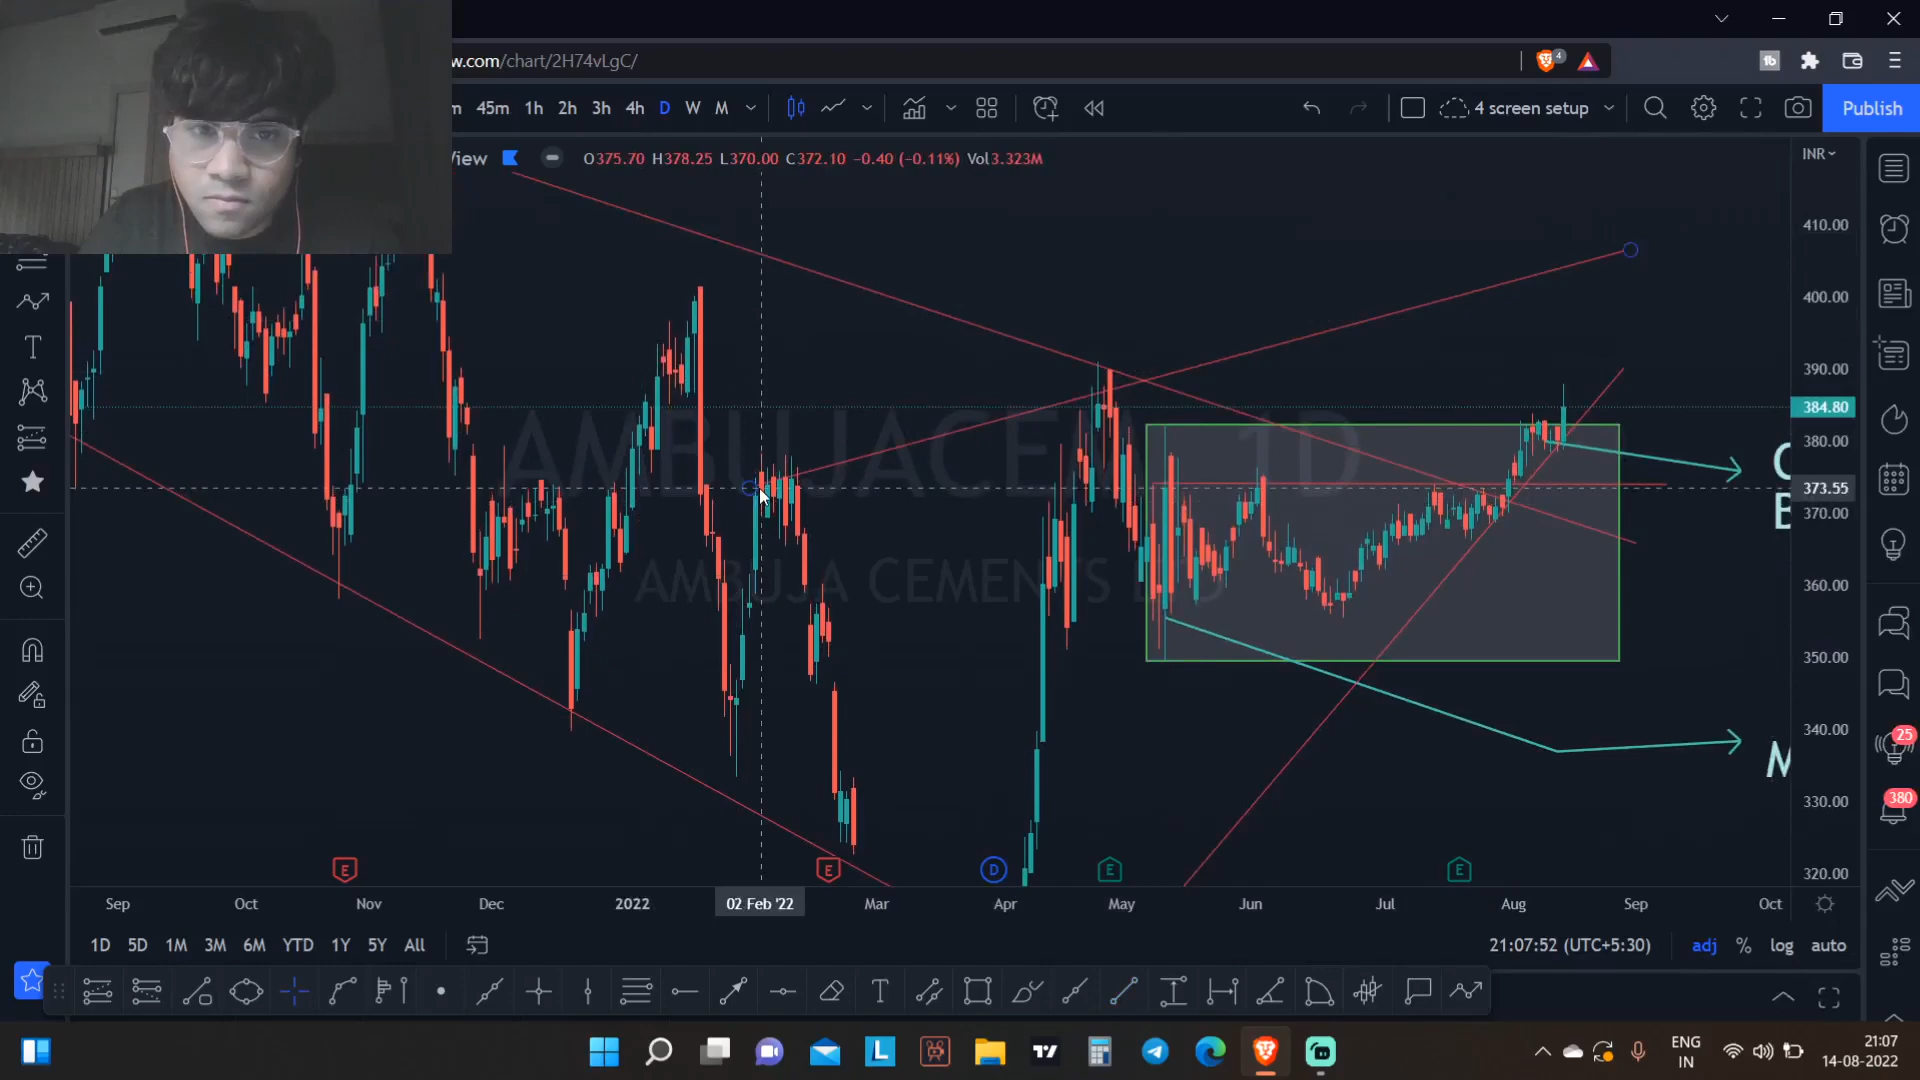 w.com/chart/2H74vLgC/
4
45m 1h 2h 3h 4h D W M
4 screen setup
Publish
iew
O375.70 H378.25 L370.00 C372.10 -0.40 (-0.11%) Vol3.323M
INR
410.00
400.00
390.00
384.80
380.00
373.55
370.00
360.00
350.00
340.00
330.00
320.00
AMBUJACEM, 1D
AMBUJA CEMENTS LTD
C
B
M
E
E
D
E
E
25
380
Sep Oct Nov Dec 2022 02 Feb '22 Mar Apr May Jun Jul Aug Sep Oct
1D 5D 1M 3M 6M YTD 1Y 5Y All
21:07:52 (UTC+5:30) adj % log auto
ENG
IN
21:07
14-08-2022